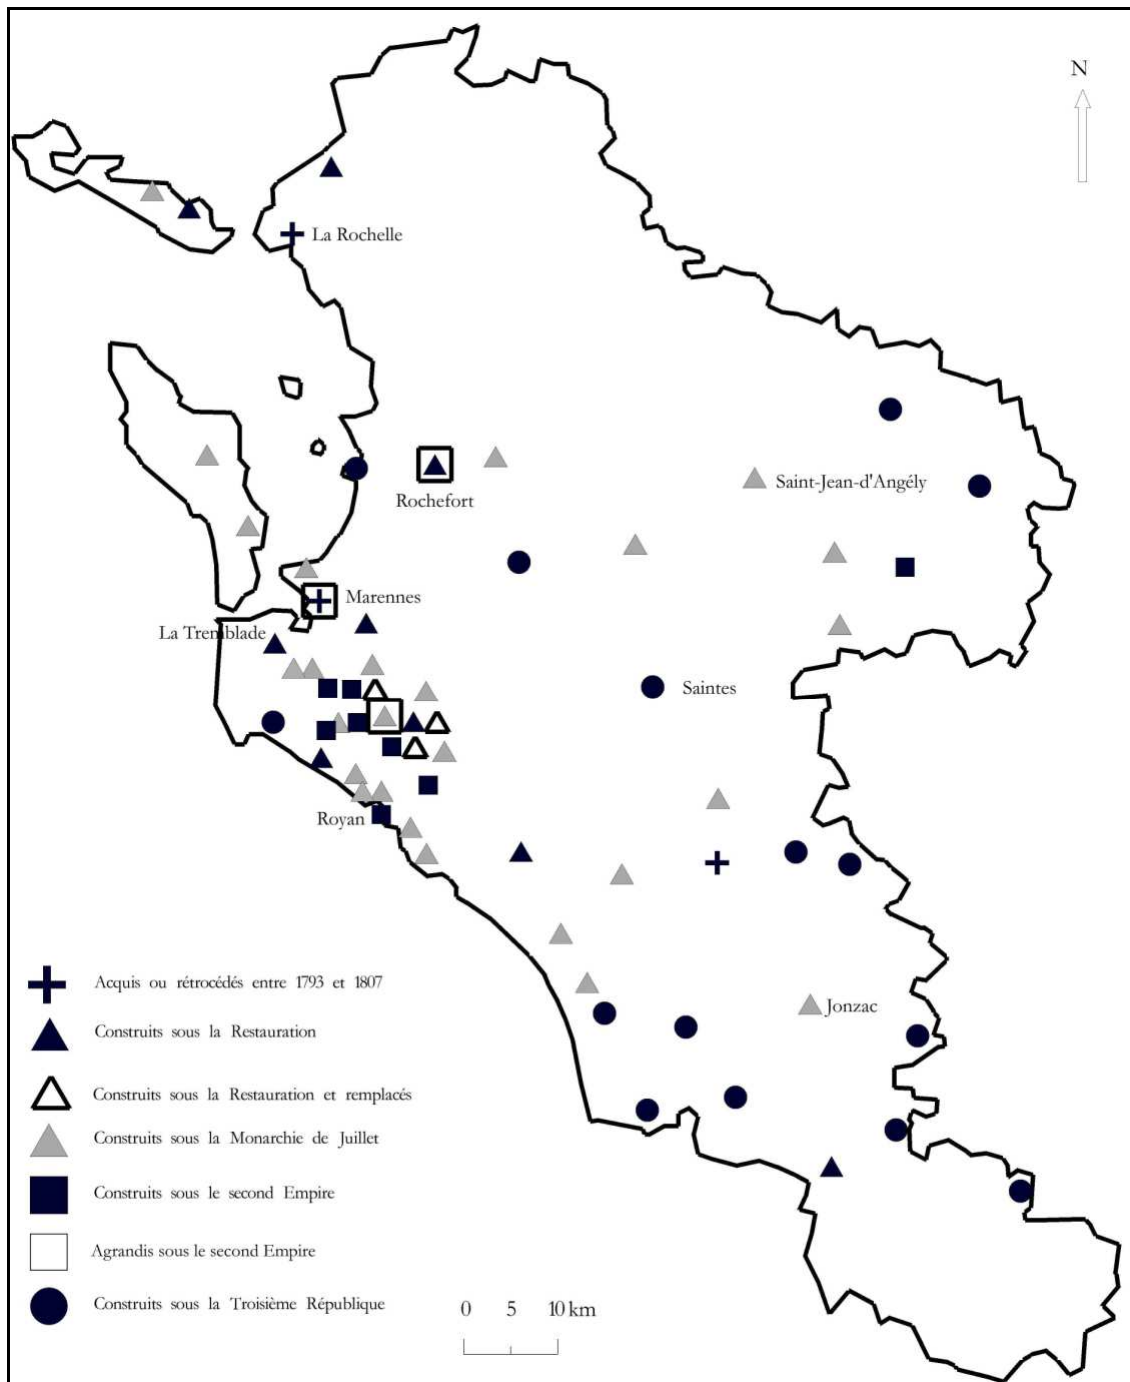 N
La Rochelle
Saint-Jean-d'Angély
Rochefort
Marennes
La Tremblade
Saintes
Royan
Jonzac
Acquis ou rétrocédés entre 1793 et 1807
Construits sous la Restauration
Construits sous la Restauration et remplacés
Construits sous la Monarchie de Juillet
Construits sous le second Empire
Agrandis sous le second Empire
Construits sous la Troisième République
0 5 10 km